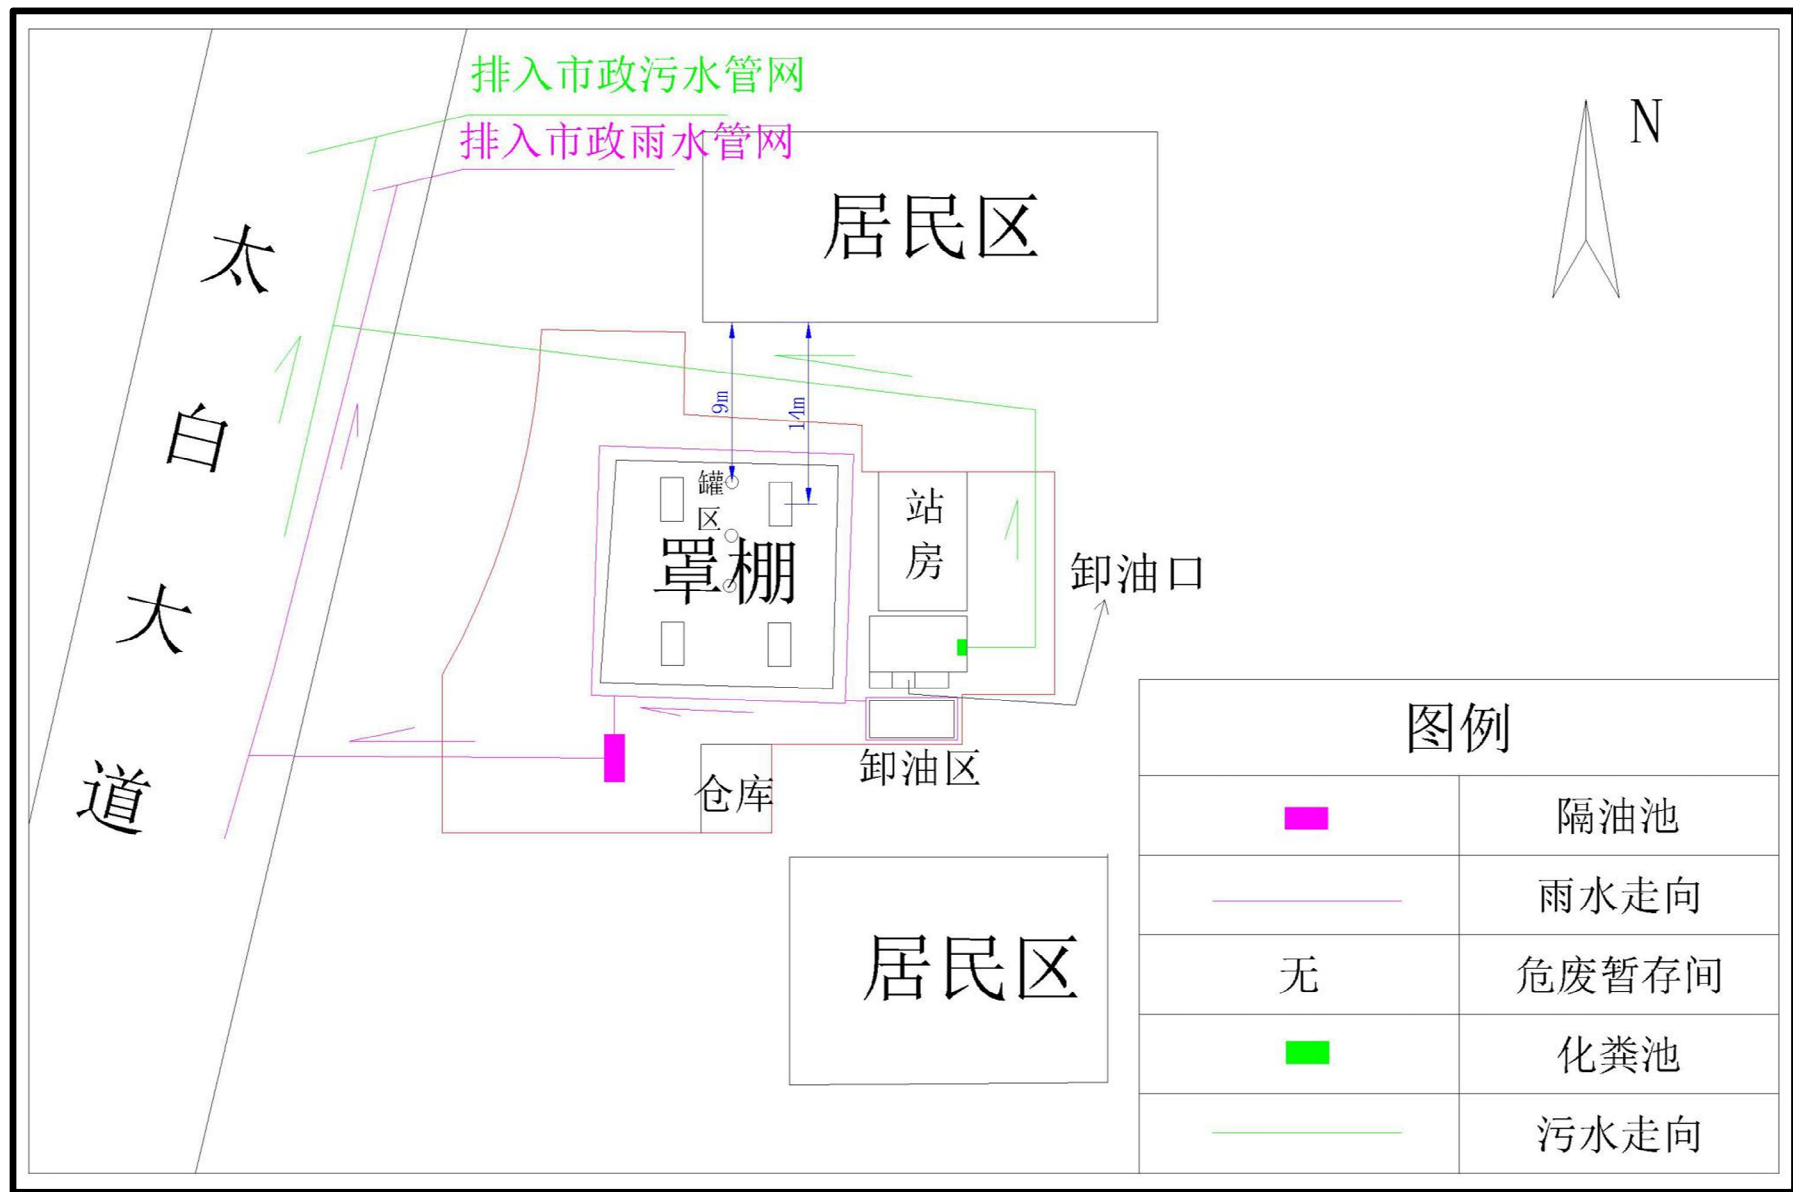 排入市政污水管网
排入市政雨水管网
N
居民区
太白大道
9m
14m
罐区
罩棚
站房
卸油口
卸油区
仓库
居民区
图例
隔油池
雨水走向
无 危废暂存间
化粪池
污水走向